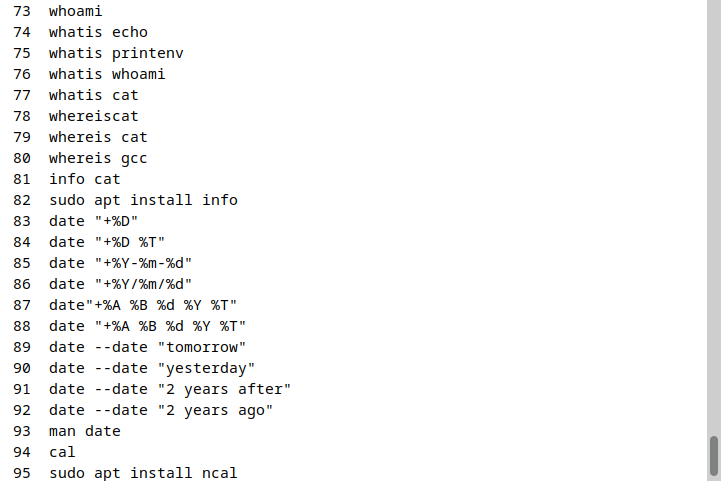 73  whoami
74  whatis echo
75  whatis printenv
76  whatis whoami
77  whatis cat
78  whereiscat
79  whereis cat
80  whereis gcc
81  info cat
82  sudo apt install info
83  date "+%D"
84  date "+%D %T"
85  date "+%Y-%m-%d"
86  date "+%Y/%m/%d"
87  date"+%A %B %d %Y %T"
88  date "+%A %B %d %Y %T"
89  date --date "tomorrow"
90  date --date "yesterday"
91  date --date "2 years after"
92  date --date "2 years ago"
93  man date
94  cal
95  sudo apt install ncal